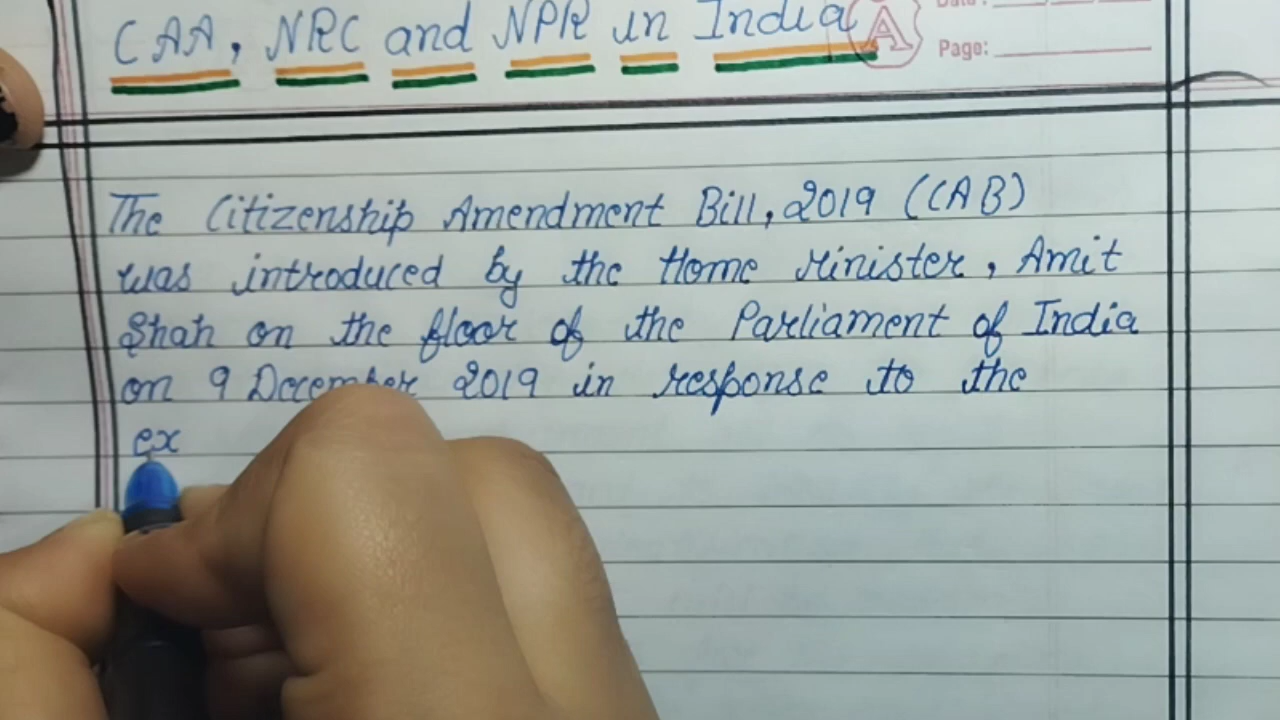 CAA, NRC and NPR in India
A
Page:
The Citizenship Amendment Bill, 2019 (CAB)
was introduced by the Home Minister, Amit
Shah on the floor of the Parliament of India
on 9 December 2019 in response to the
ex